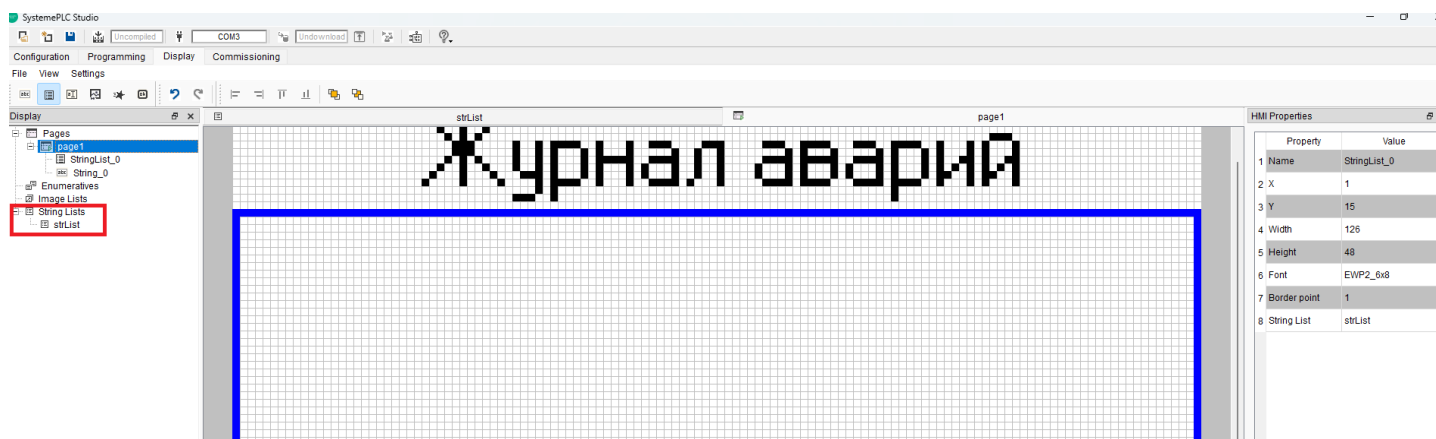 SystemePLC Studio
Uncompiled COM3 Undownload
Configuration Programming Display Commissioning
File View Settings
Display strList page1 HMI Properties
Pages
page1
StringList_0
String_0
Enumeratives
Image Lists
String Lists
strList
Журнал аварий
Property Value
1 Name StringList_0
2 X 1
3 Y 15
4 Width 126
5 Height 48
6 Font EWP2_6x8
7 Border point 1
8 String List strList